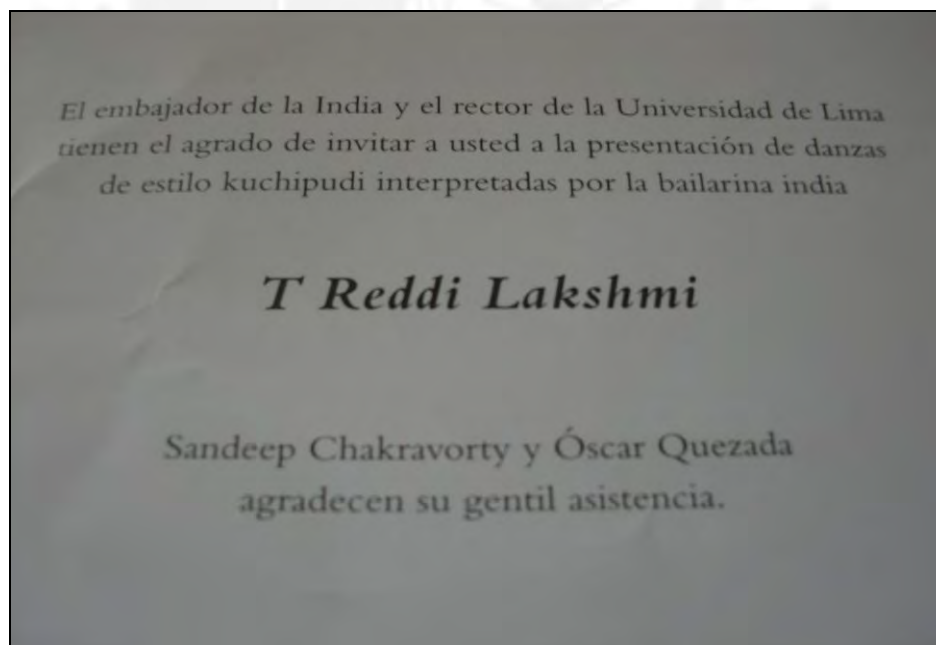 El embajador de la India y el rector de la Universidad de Lima
tienen el agrado de invitar a usted a la presentación de danzas
de estilo kuchipudi interpretadas por la bailarina india
T Reddi Lakshmi
Sandeep Chakravorty y Óscar Quezada
agradecen su gentil asistencia.